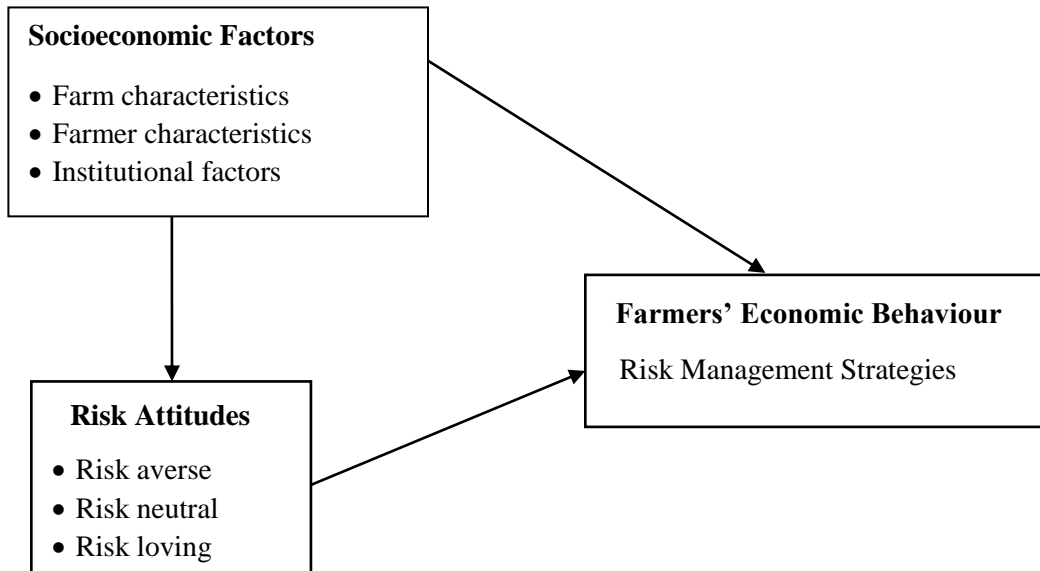 Socioeconomic Factors
• Farm characteristics
• Farmer characteristics
• Institutional factors
Farmers’ Economic Behaviour
Risk Management Strategies
Risk Attitudes
• Risk averse
• Risk neutral
• Risk loving